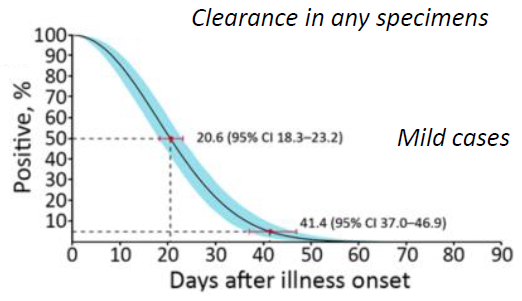 Clearance in any specimens
Positive, %
100
90
80
70
60
50
40
30
20
10
20.6 (95% CI 18.3–23.2)
Mild cases
41.4 (95% CI 37.0–46.9)
0 10 20 30 40 50 60 70 80 90
Days after illness onset